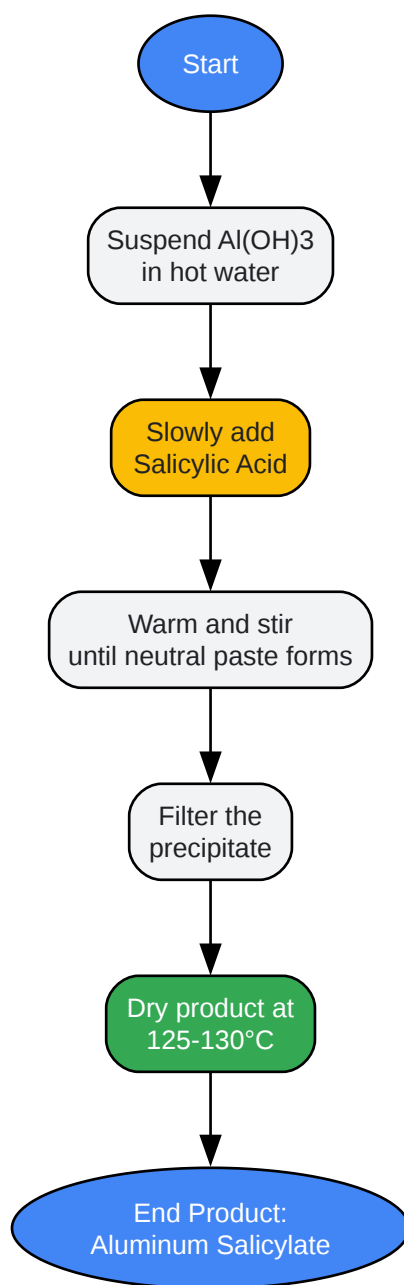 Start
Suspend Al(OH)3
in hot water
Slowly add
Salicylic Acid
Warm and stir
until neutral paste forms
Filter the
precipitate
Dry product at
125-130°C
End Product:
Aluminum Salicylate